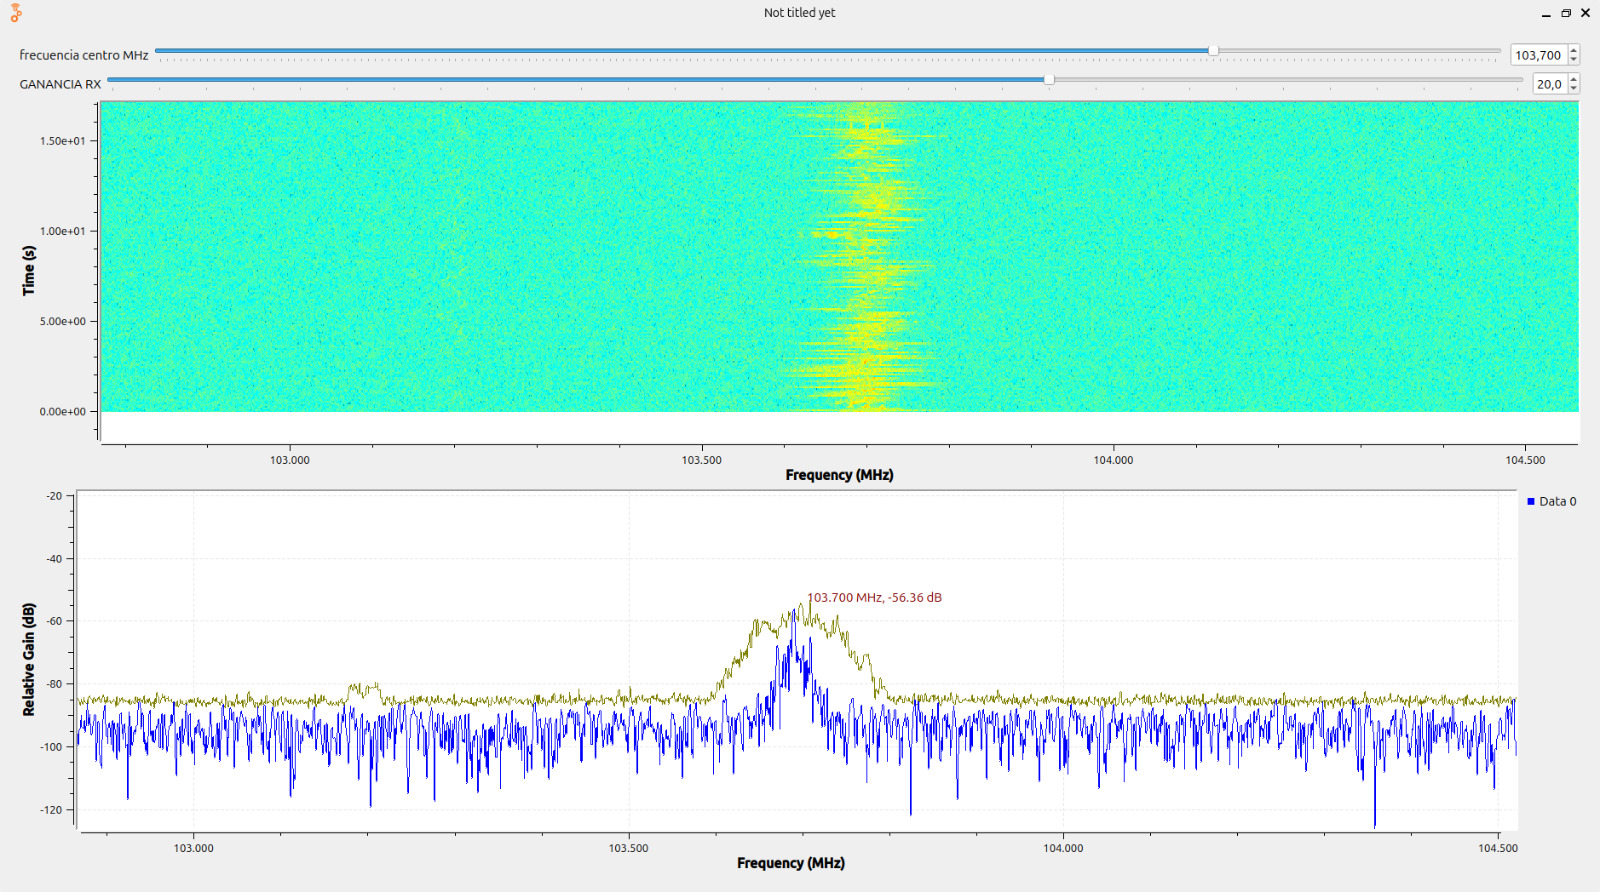 Not titled yet
frecuencia centro MHz 103,700
GANANCIA RX 20,0
1.50e+01
1.00e+01
5.00e+00
0.00e+00
Time (s)
103.000 103.500 104.000 104.500
Frequency (MHz)
-20
-40
-60
-80
-100
-120
Relative Gain (dB)
103.700 MHz, -56.36 dB
Data 0
103.000 103.500 104.000 104.500
Frequency (MHz)